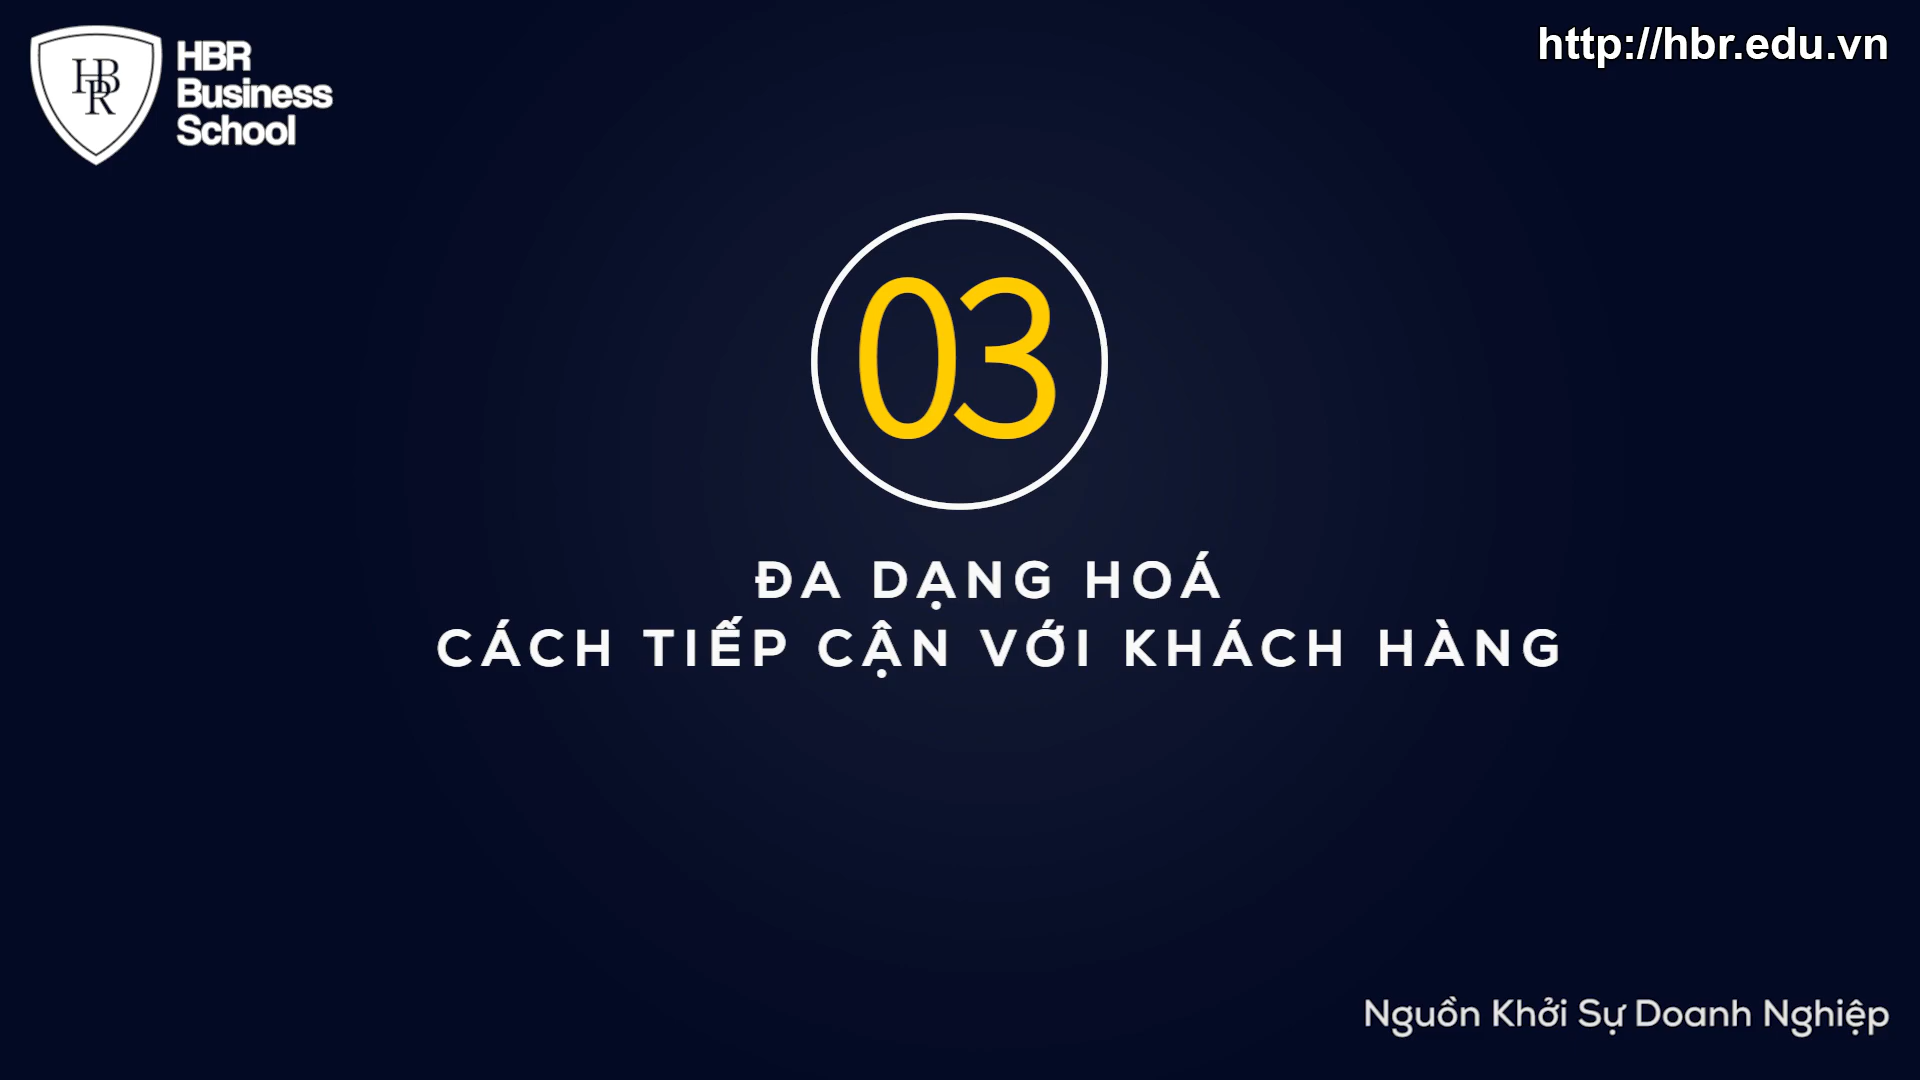 HBR
HBR
Business
School
http://hbr.edu.vn
03
ĐA DẠNG HOÁ
CÁCH TIẾP CẬN VỚI KHÁCH HÀNG
Nguồn Khởi Sự Doanh Nghiệp